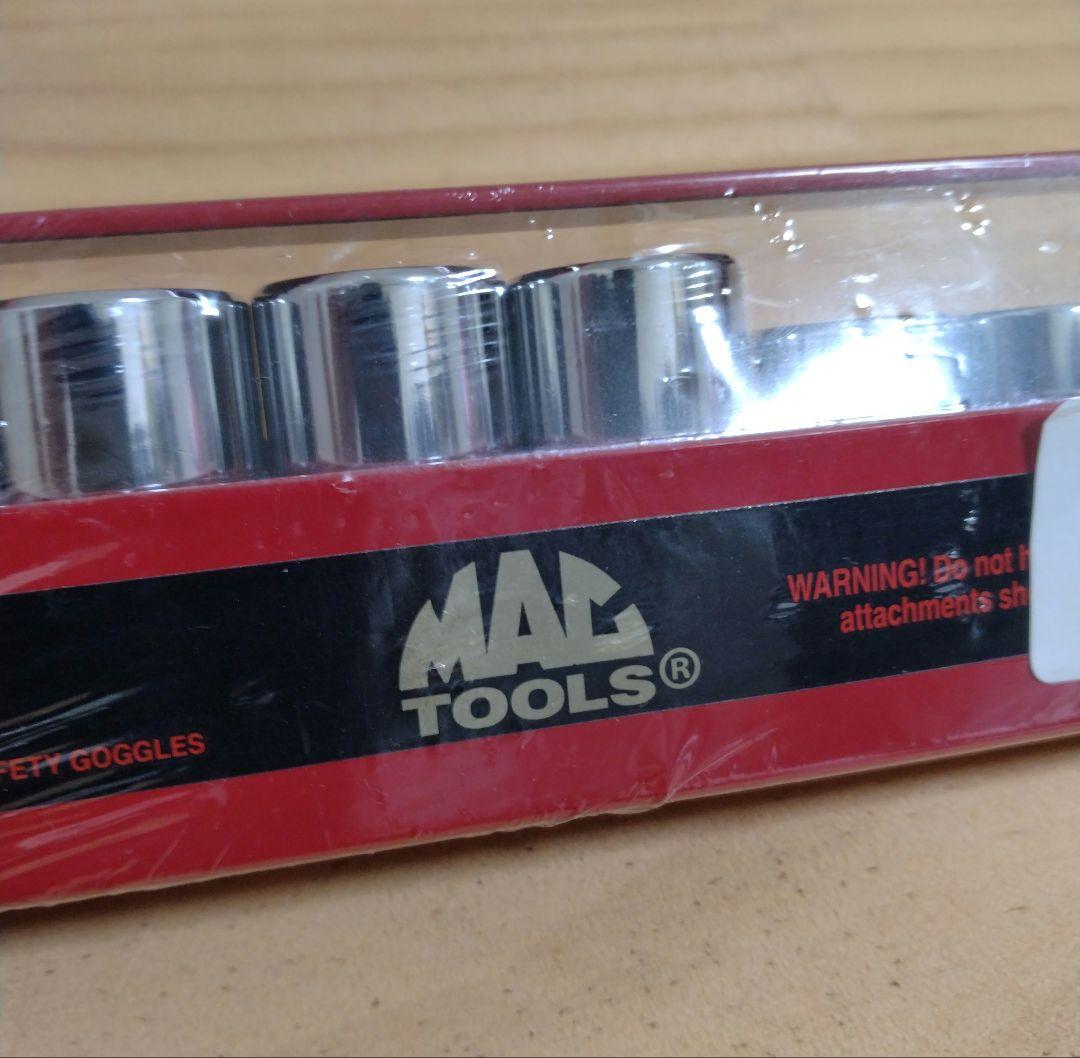 MAC
TOOLS®
WARNING! Do not
attachments
FETY GOGGLES